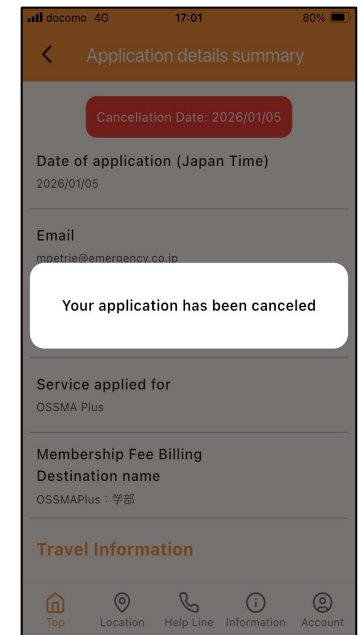 docomo 4G 17:01 80%
Application details summary
Cancellation Date: 2026/01/05
Date of application (Japan Time)
2026/01/05
Email
mpetrie@emergency.co.jp
Your application has been canceled
Service applied for
OSSMA Plus
Membership Fee Billing
Destination name
OSSMAPlus：学部
Travel Information
Top Location Help Line Information Account